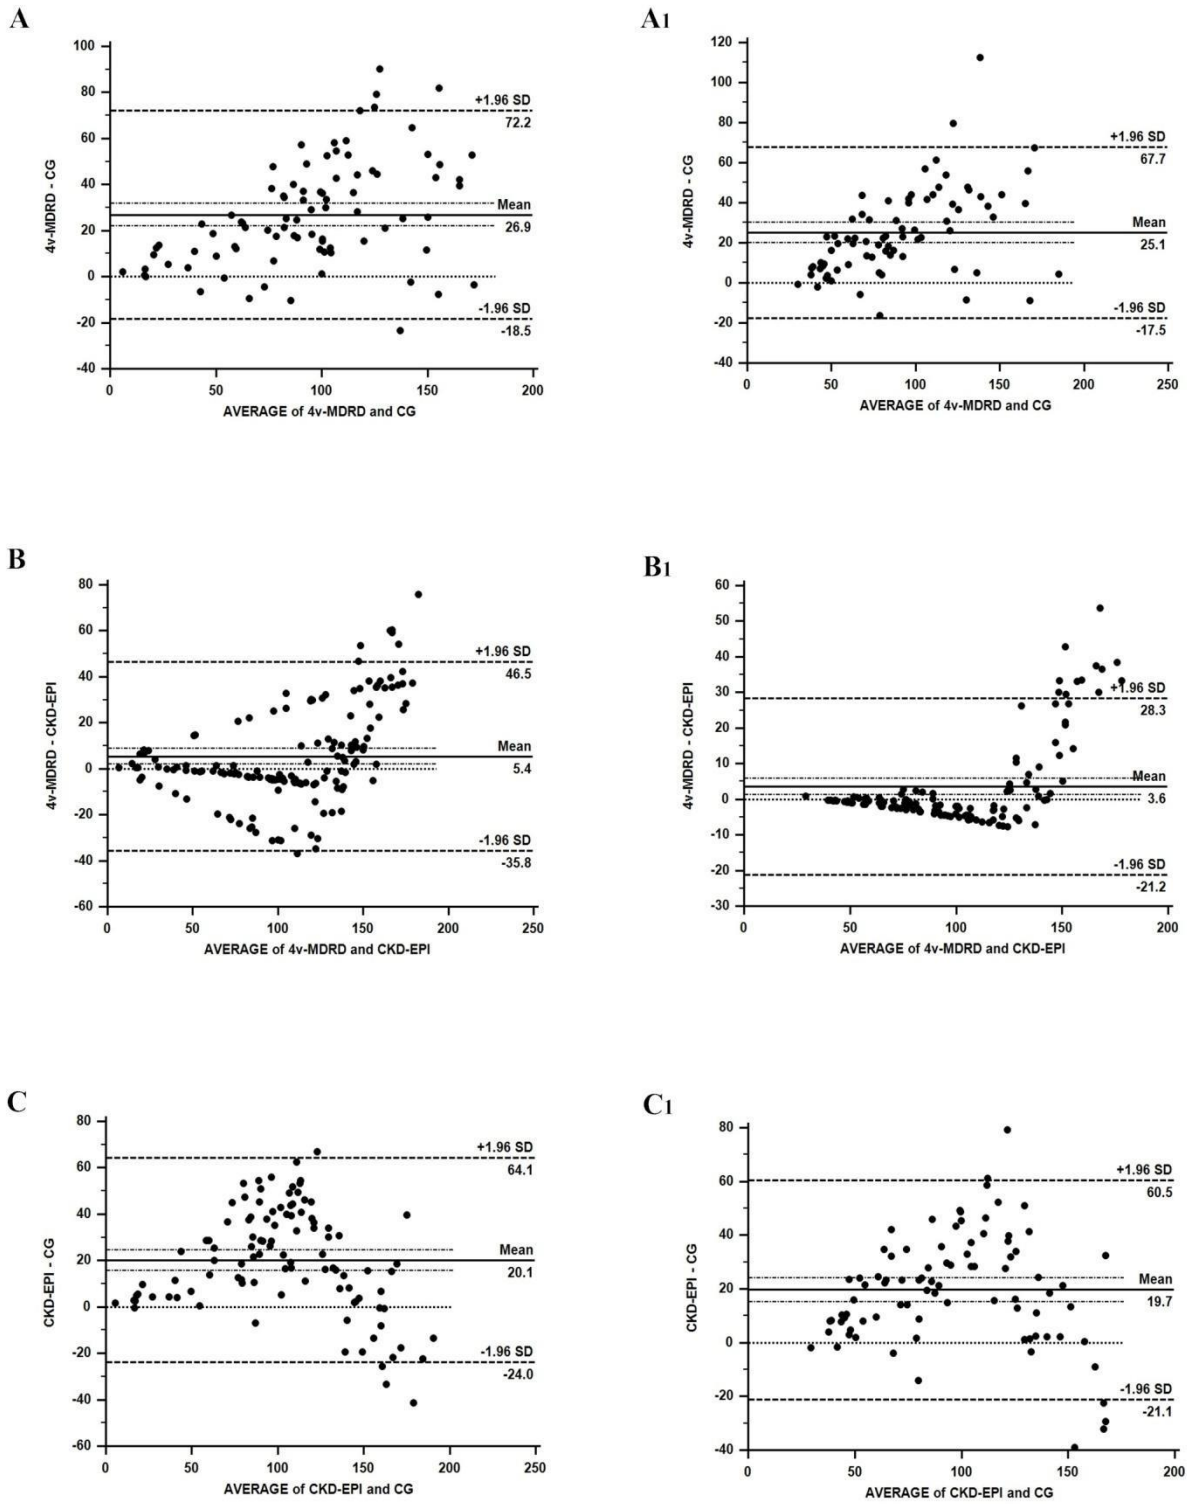 A
100
80
60
40
20
0
-20
-40
4v-MDRD - CG
+1.96 SD
72.2
Mean
26.9
-1.96 SD
-18.5
0
50
100
150
200
AVERAGE of 4v-MDRD and CG
A1
120
100
80
60
40
20
0
-20
-40
4v-MDRD - CG
+1.96 SD
67.7
Mean
25.1
-1.96 SD
-17.5
0
50
100
150
200
250
AVERAGE of 4v-MDRD and CG
B
80
60
40
20
0
-20
-40
-60
4v-MDRD - CKD-EPI
+1.96 SD
46.5
Mean
5.4
-1.96 SD
-35.8
0
50
100
150
200
250
AVERAGE of 4v-MDRD and CKD-EPI
B1
60
50
40
30
20
10
0
-10
-20
-30
4v-MDRD - CKD-EPI
+1.96 SD
28.3
Mean
3.6
-1.96 SD
-21.2
0
50
100
150
200
AVERAGE of 4v-MDRD and CKD-EPI
C
80
60
40
20
0
-20
-40
-60
CKD-EPI - CG
+1.96 SD
64.1
Mean
20.1
-1.96 SD
-24.0
0
50
100
150
200
250
AVERAGE of CKD-EPI and CG
C1
80
60
40
20
0
-20
-40
CKD-EPI - CG
+1.96 SD
60.5
Mean
19.7
-1.96 SD
-21.1
0
50
100
150
200
AVERAGE of CKD-EPI and CG